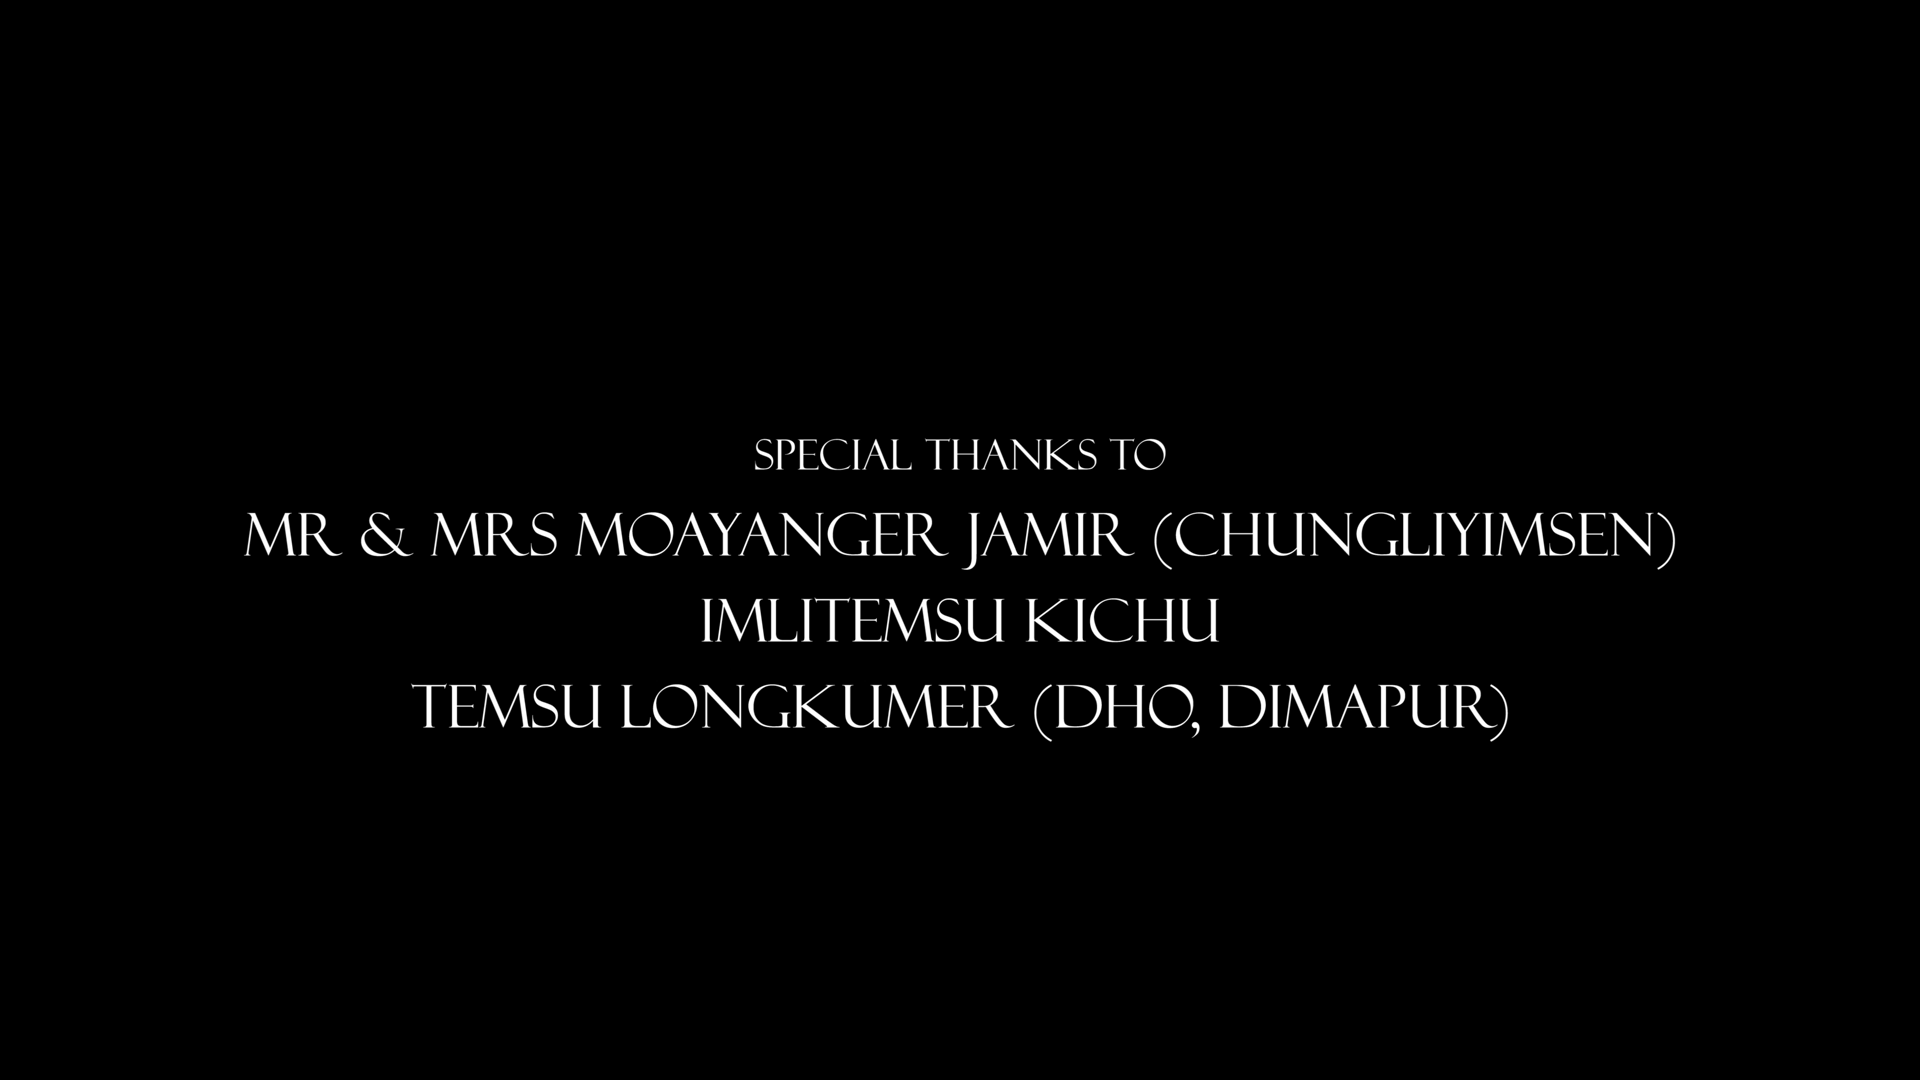 SPECIAL THANKS TO
MR & MRS MOAYANGER JAMIR (CHUNGLIYIMSEN)
IMLITEMSU KICHU
TEMSU LONGKUMER (DHO, DIMAPUR)